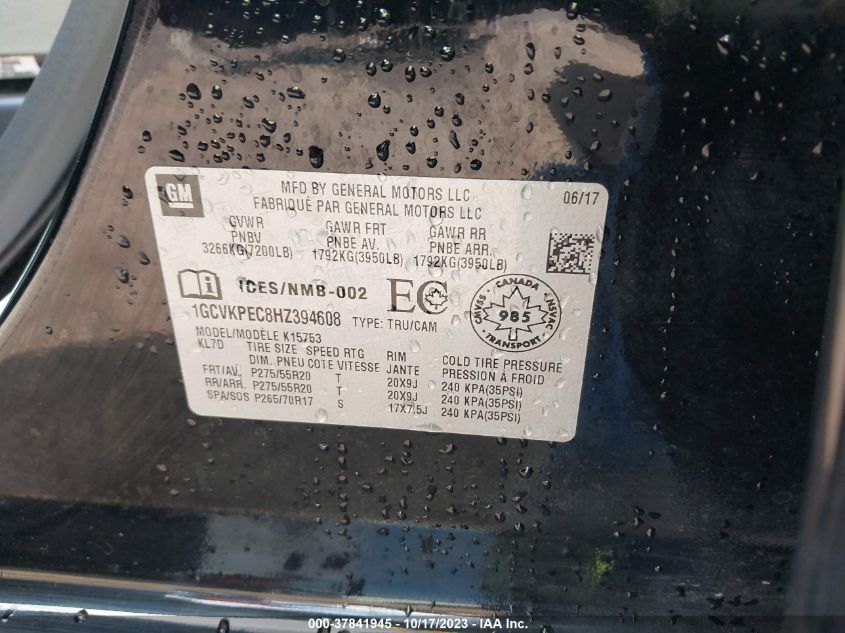 GM
MFD BY GENERAL MOTORS LLC
FABRIQUÉ PAR GENERAL MOTORS LLC
06/17
GVWR GAWR FRT GAWR RR
PNBV PNBE AV. PNBE ARR.
3266KG(7200LB) 1792KG(3950LB) 1792KG(3950LB)
ICES/NMB-002 EC
CANADA
CMVSS 985 NSVAC
TRANSPORT
1GCVKPEC8HZ394608 TYPE: TRU/CAM
MODEL/MODÈLE K15753
KL7D TIRE SIZE SPEED RTG RIM COLD TIRE PRESSURE
DIM. PNEU COTE VITESSE JANTE PRESSION À FROID
FRT/AV. P275/55R20 T 20X9J 240 KPA(35PSI)
RR/ARR. P275/55R20 T 20X9J 240 KPA(35PSI)
SPA/SOS P265/70R17 S 17X7.5J 240 KPA(35PSI)
000-37841945 - 10/17/2023 - © IAA Inc.